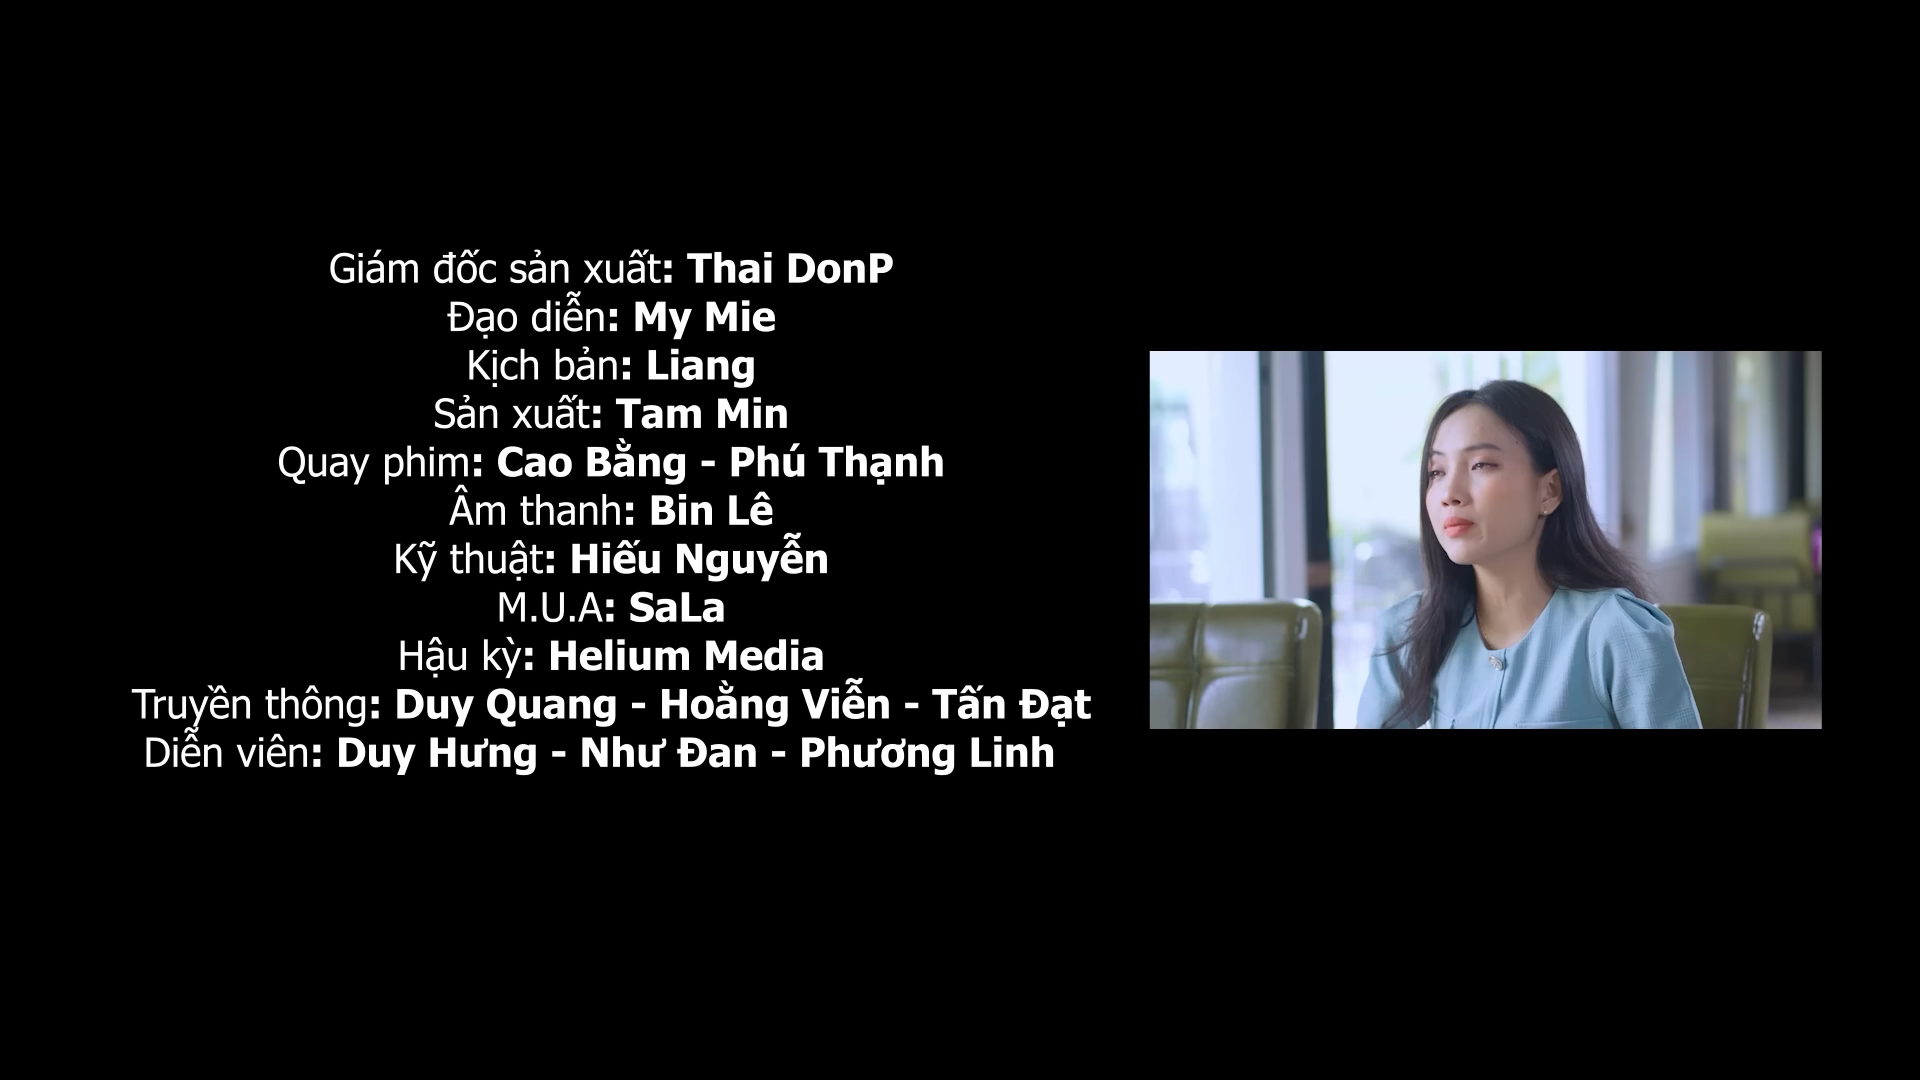 Giám đốc sản xuất: Thai DonP
Đạo diễn: My Mie
Kịch bản: Liang
Sản xuất: Tam Min
Quay phim: Cao Bằng - Phú Thạnh
Âm thanh: Bin Lê
Kỹ thuật: Hiếu Nguyễn
M.U.A: SaLa
Hậu kỳ: Helium Media
Truyền thông: Duy Quang - Hoằng Viễn - Tấn Đạt
Diễn viên: Duy Hưng - Như Đan - Phương Linh